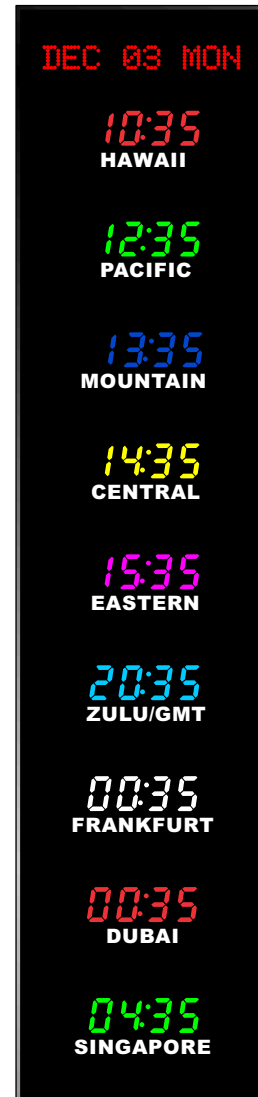 DEC 03 MON
10:35
HAWAII
12:35
PACIFIC
13:35
MOUNTAIN
14:35
CENTRAL
15:35
EASTERN
20:35
ZULU/GMT
00:35
FRANKFURT
00:35
DUBAI
04:35
SINGAPORE